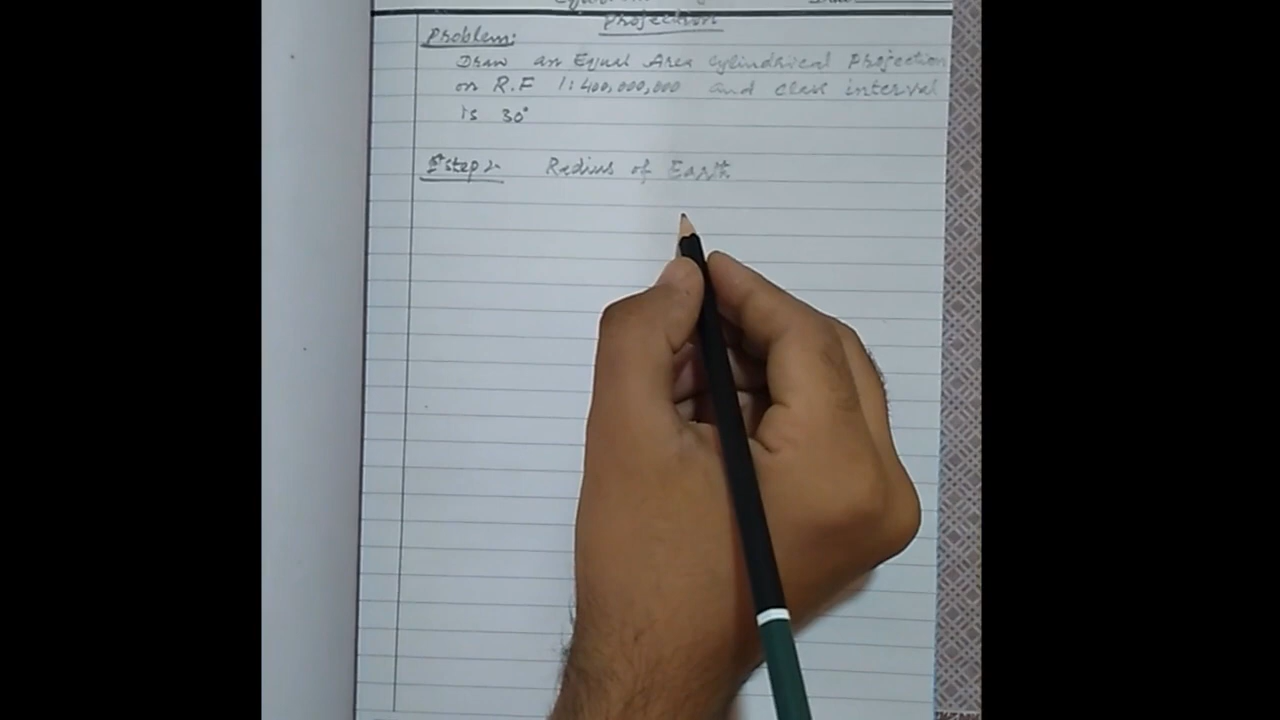 Projection
Problem:
Draw an Equal Area Cylindrical Projection
on R.F 1:400,000,000 and class interval
is 30°
1st step:- Radius of Earth